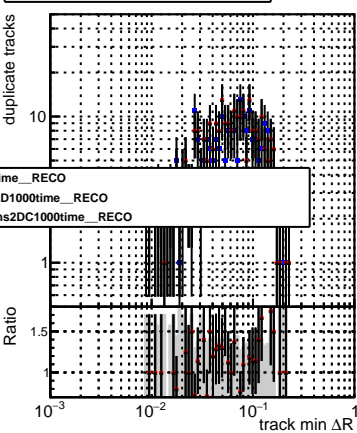 duplicate tracks
10
ime__RECO
D1000time__RECO
ns2DC1000time__RECO
1
Ratio
1.5
1
10−3
10−2
10−1
1
track min ΔR